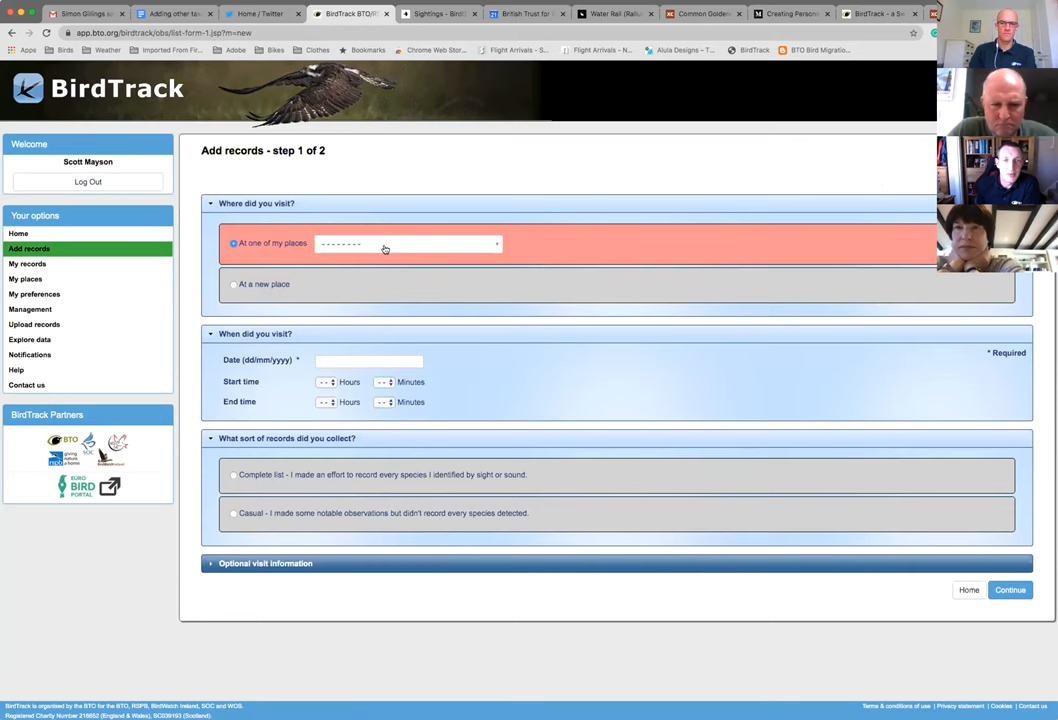 Simon Gillings sa
Adding other tax
Home / Twitter
BirdTrack BTO/R
Sightings - Bird
British Trust for
Water Rail (Rallu
Common Golden
Creating Person
BirdTrack - a Sw
app.bto.org/birdtrack/obs/list-form-1.jsp?m=new
Apps
Birds
Weather
Imported From Fir...
Adobe
Bikes
Clothes
Bookmarks
Chrome Web Stor...
Flight Arrivals - S...
Flight Arrivals - N...
Alula Designs – T...
BirdTrack
BTO Bird Migratio...
BirdTrack
Welcome
Scott Mayson
Log Out
Your options
Home
Add records
My records
My places
My preferences
Management
Upload records
Explore data
Notifications
Help
Contact us
BirdTrack Partners
BTO
SOC
giving nature a home
BirdWatch Ireland
EURO BIRD PORTAL
Add records - step 1 of 2
Where did you visit?
At one of my places
- - - - - - - -
At a new place
When did you visit?
* Required
Date (dd/mm/yyyy) *
Start time -- Hours -- Minutes
End time -- Hours -- Minutes
What sort of records did you collect?
Complete list - I made an effort to record every species I identified by sight or sound.
Casual - I made some notable observations but didn't record every species detected.
Optional visit information
Home
Continue
BirdTrack is organised by the BTO, RSPB, BirdWatch Ireland, SOC and WOS.
Registered Charity Number 216652 (England & Wales), SC039193 (Scotland).
Terms & conditions of use | Privacy statement | Cookies | Contact us